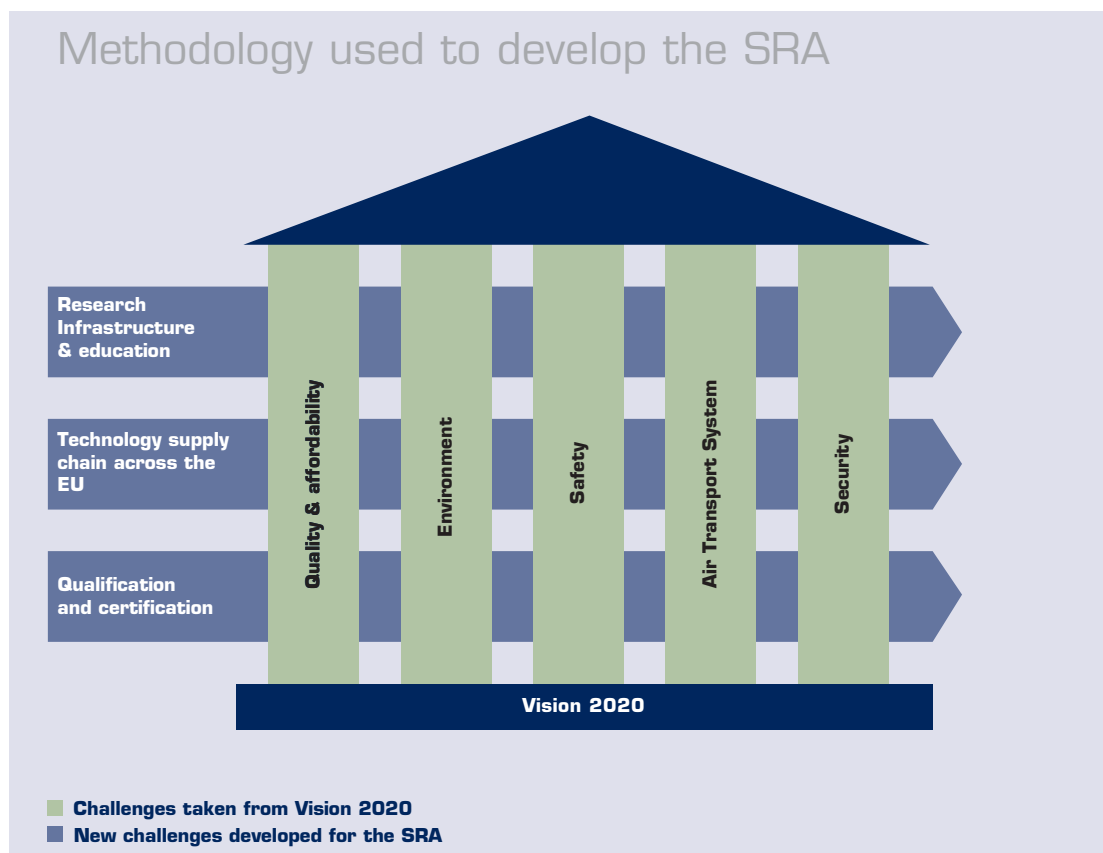 Methodology used to develop the SRA
Research
Infrastructure
& education
Technology supply
chain across the
EU
Qualification
and certification
Quality & affordability
Environment
Safety
Air Transport System
Security
Vision 2020
Challenges taken from Vision 2020
New challenges developed for the SRA